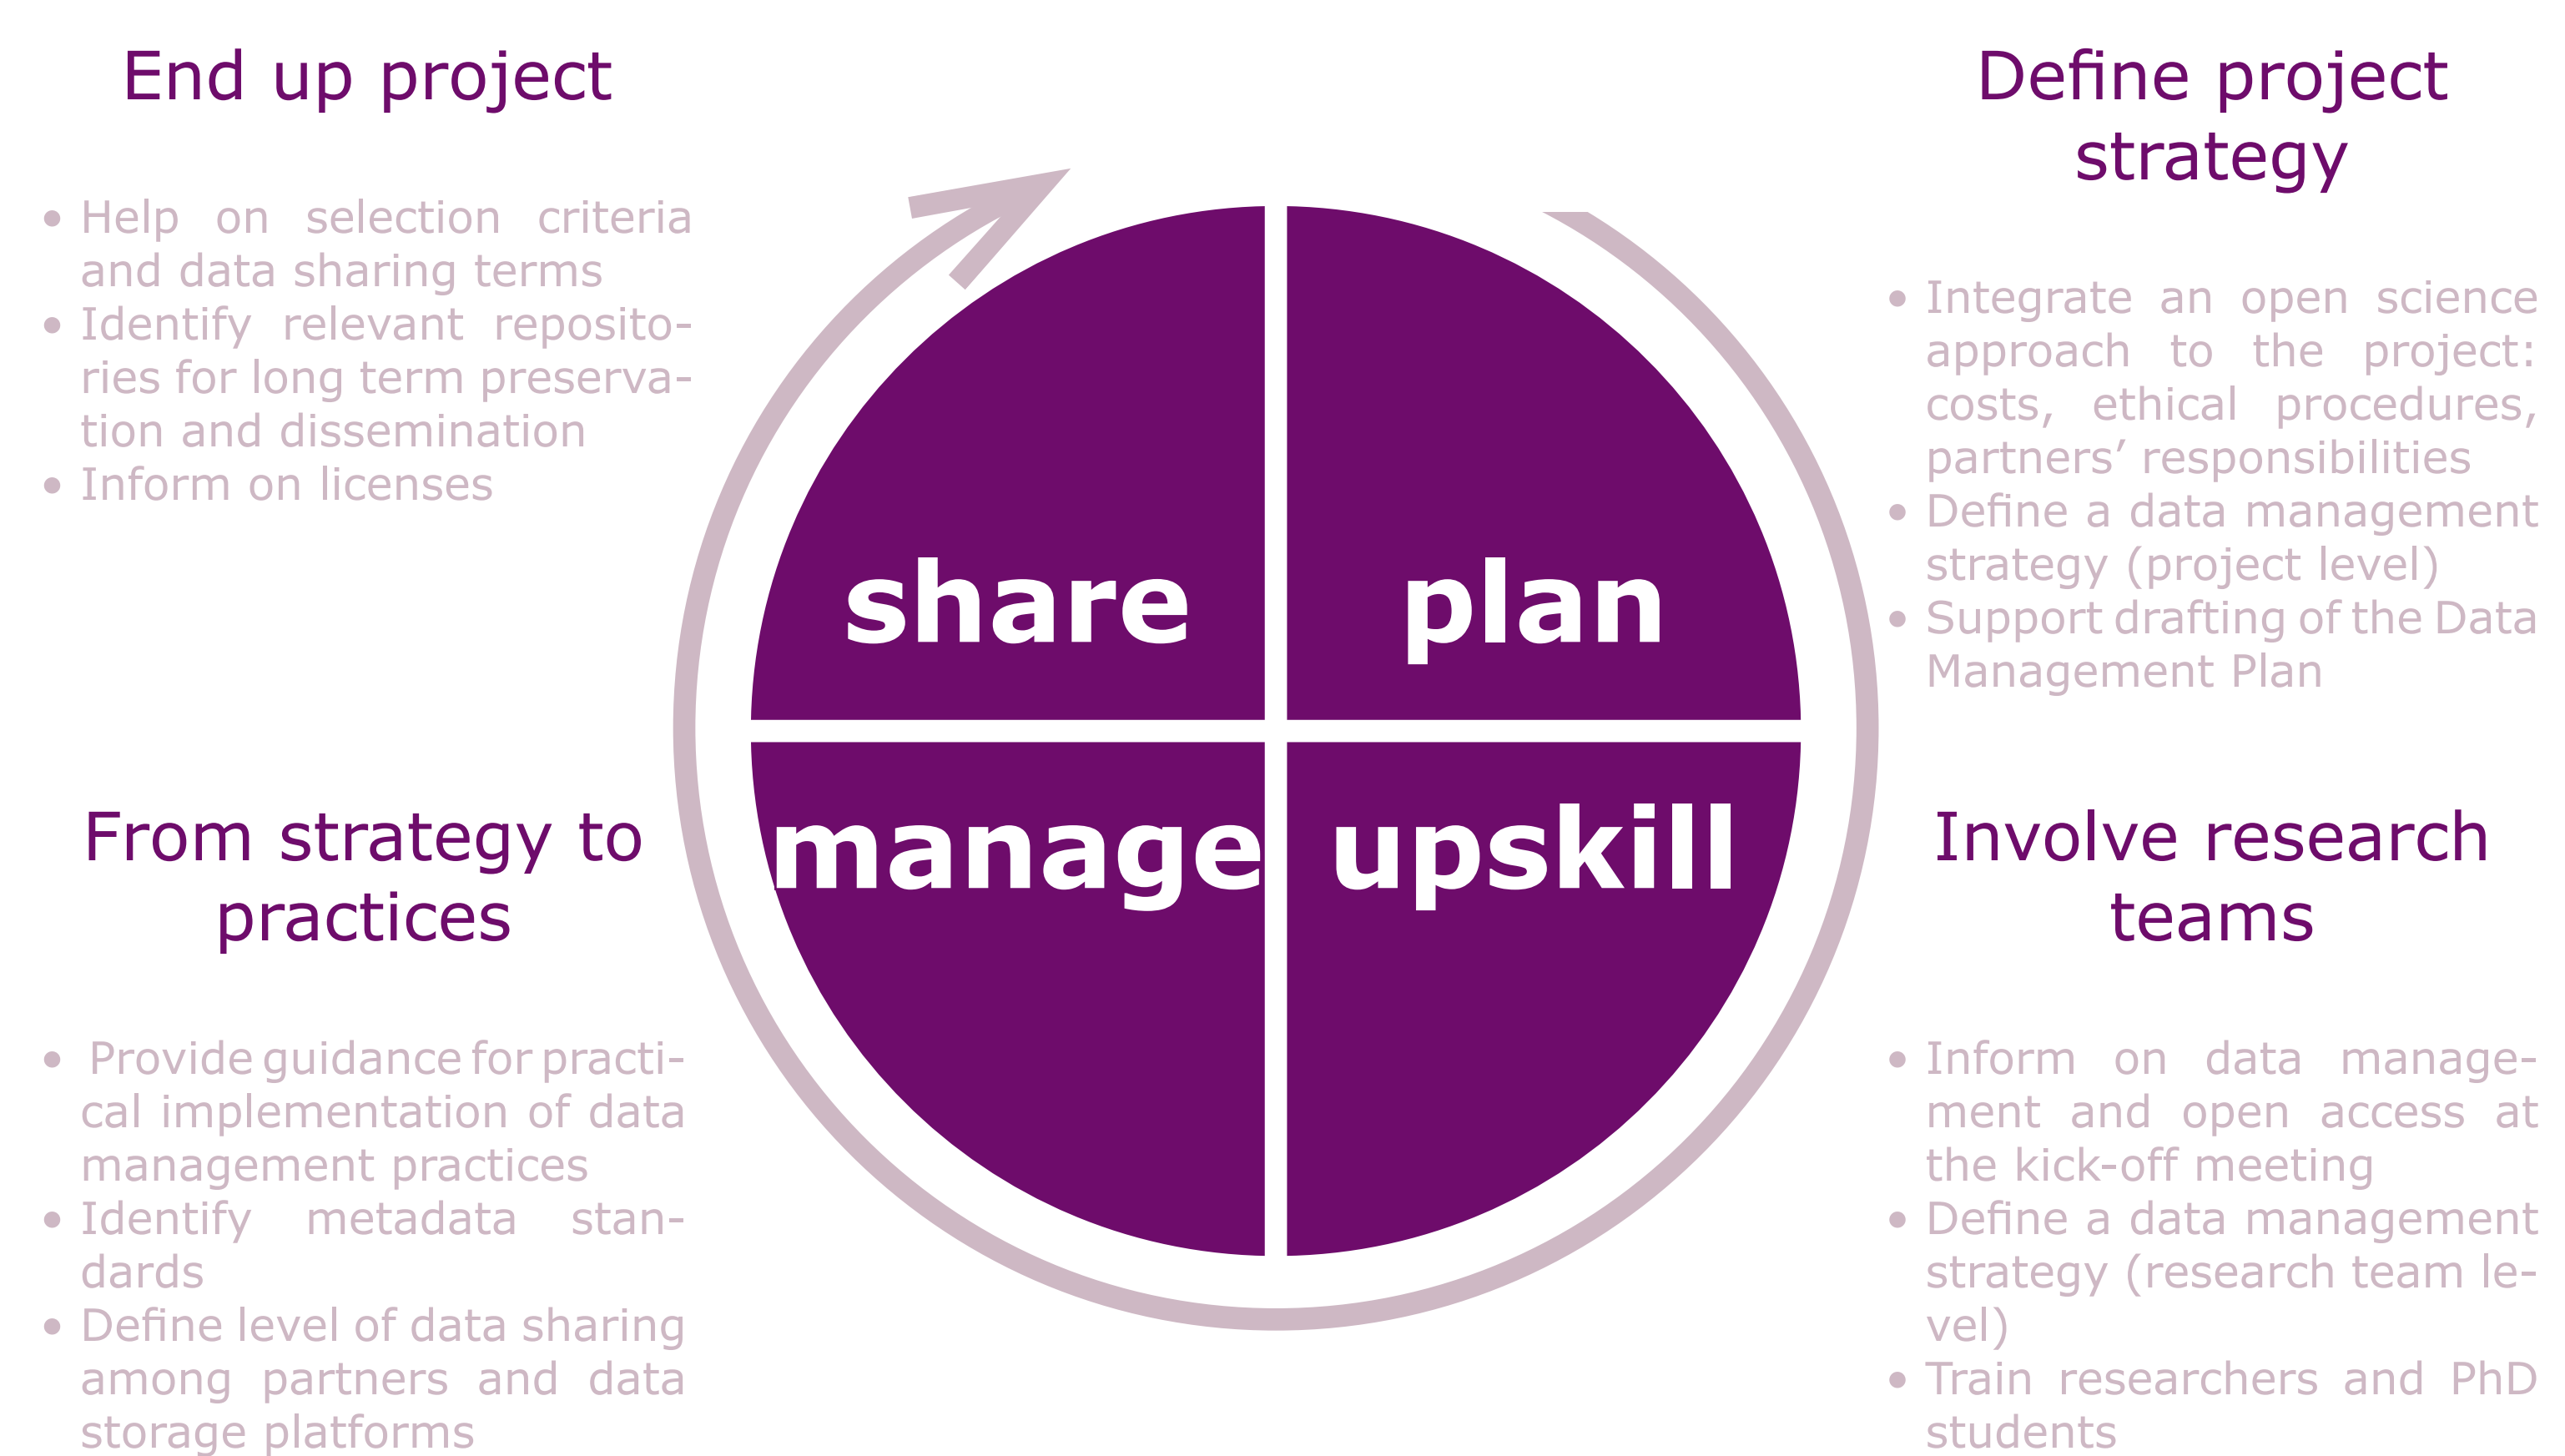 End up project
• Help on selection criteria
and data sharing terms
• Identify relevant reposito-
ries for long term preserva-
tion and dissemination
• Inform on licenses
Define project
strategy
• Integrate an open science
approach to the project:
costs, ethical procedures,
partners’ responsibilities
• Define a data management
strategy (project level)
• Support drafting of the Data
Management Plan
share
plan
manage
upskill
From strategy to
practices
• Provide guidance for practi-
cal implementation of data
management practices
• Identify metadata stan-
dards
• Define level of data sharing
among partners and data
storage platforms
Involve research
teams
• Inform on data manage-
ment and open access at
the kick-off meeting
• Define a data management
strategy (research team le-
vel)
• Train researchers and PhD
students